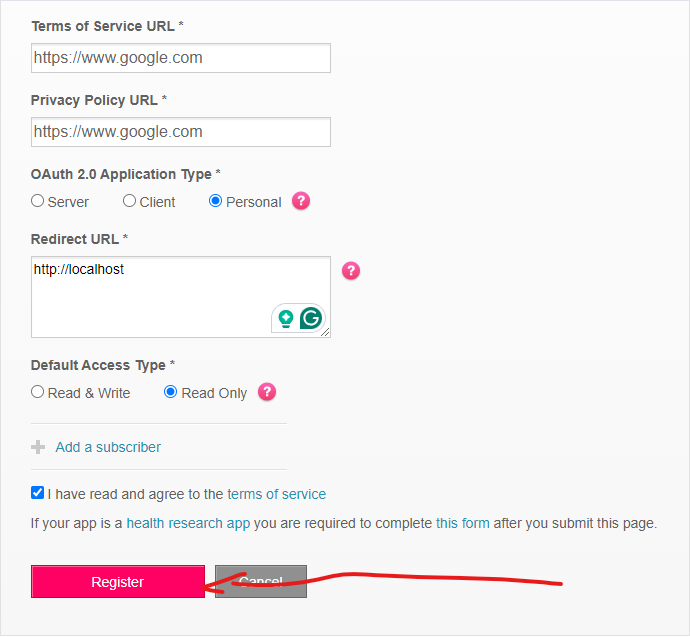 Terms of Service URL *
https://www.google.com
Privacy Policy URL *
https://www.google.com
OAuth 2.0 Application Type *
Server Client Personal ?
Redirect URL *
http://localhost ?
G
Default Access Type *
Read & Write Read Only ?
Add a subscriber
I have read and agree to the terms of service
If your app is a health research app you are required to complete this form after you submit this page.
Register Cancel